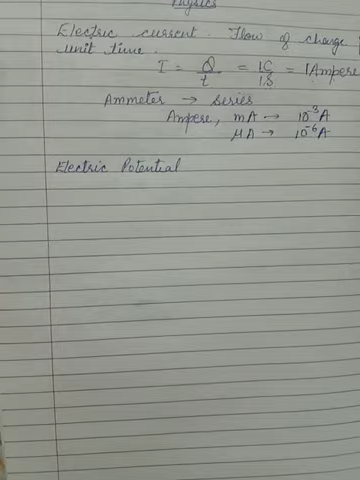 Physics
Electric current. Flow of charge
unit time.
I = Q/t = 1C/1S = 1Ampere
Ammeter → series
Ampere, mA → 10⁻³A
μA → 10⁻⁶A
Electric Potential